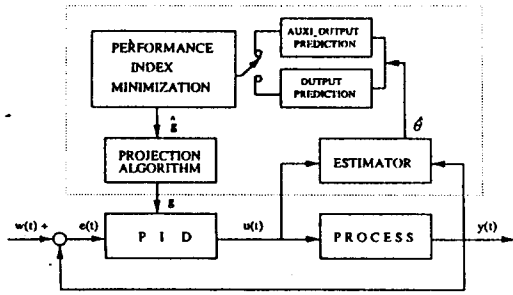 PERFORMANCE
INDEX
MINIMIZATION
AUXI_OUTPUT
PREDICTION
OUTPUT
PREDICTION
ĝ
θ̂
PROJECTION
ALGORITHM
ESTIMATOR
g
w(t) +
e(t)
P I D
u(t)
PROCESS
y(t)
-